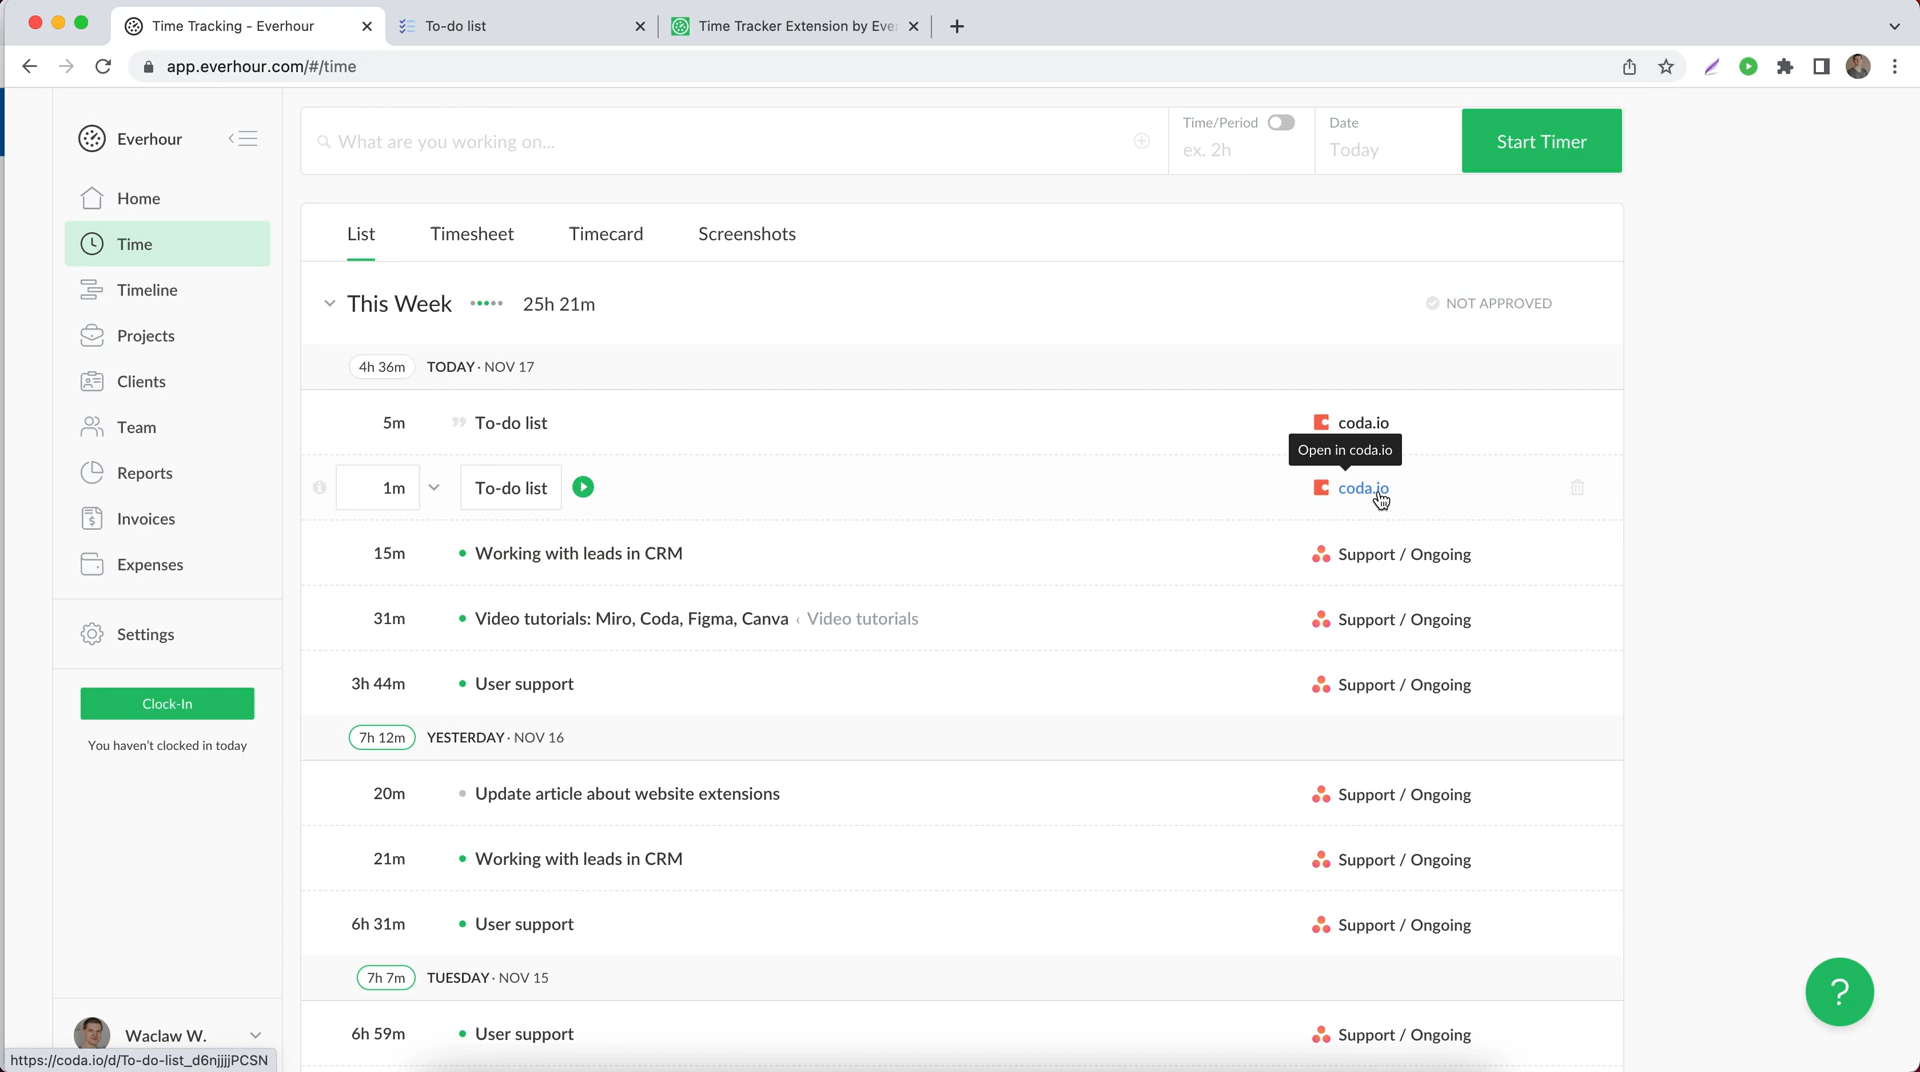 Time Tracking - Everhour
To-do list
Time Tracker Extension by Eve
app.everhour.com/#/time
Everhour
Home
Time
Timeline
Projects
Clients
Team
Reports
Invoices
Expenses
Settings
Clock-In
You haven't clocked in today
Waclaw W.
https://coda.io/d/To-do-list_d6njjjjPCSN
What are you working on...
Time/Period
ex. 2h
Date
Today
Start Timer
List
Timesheet
Timecard
Screenshots
This Week 25h 21m
NOT APPROVED
4h 36m TODAY · NOV 17
5m To-do list coda.io
Open in coda.io
1m To-do list coda.io
15m Working with leads in CRM Support / Ongoing
31m Video tutorials: Miro, Coda, Figma, Canva ‹ Video tutorials Support / Ongoing
3h 44m User support Support / Ongoing
7h 12m YESTERDAY · NOV 16
20m Update article about website extensions Support / Ongoing
21m Working with leads in CRM Support / Ongoing
6h 31m User support Support / Ongoing
7h 7m TUESDAY · NOV 15
6h 59m User support Support / Ongoing
?